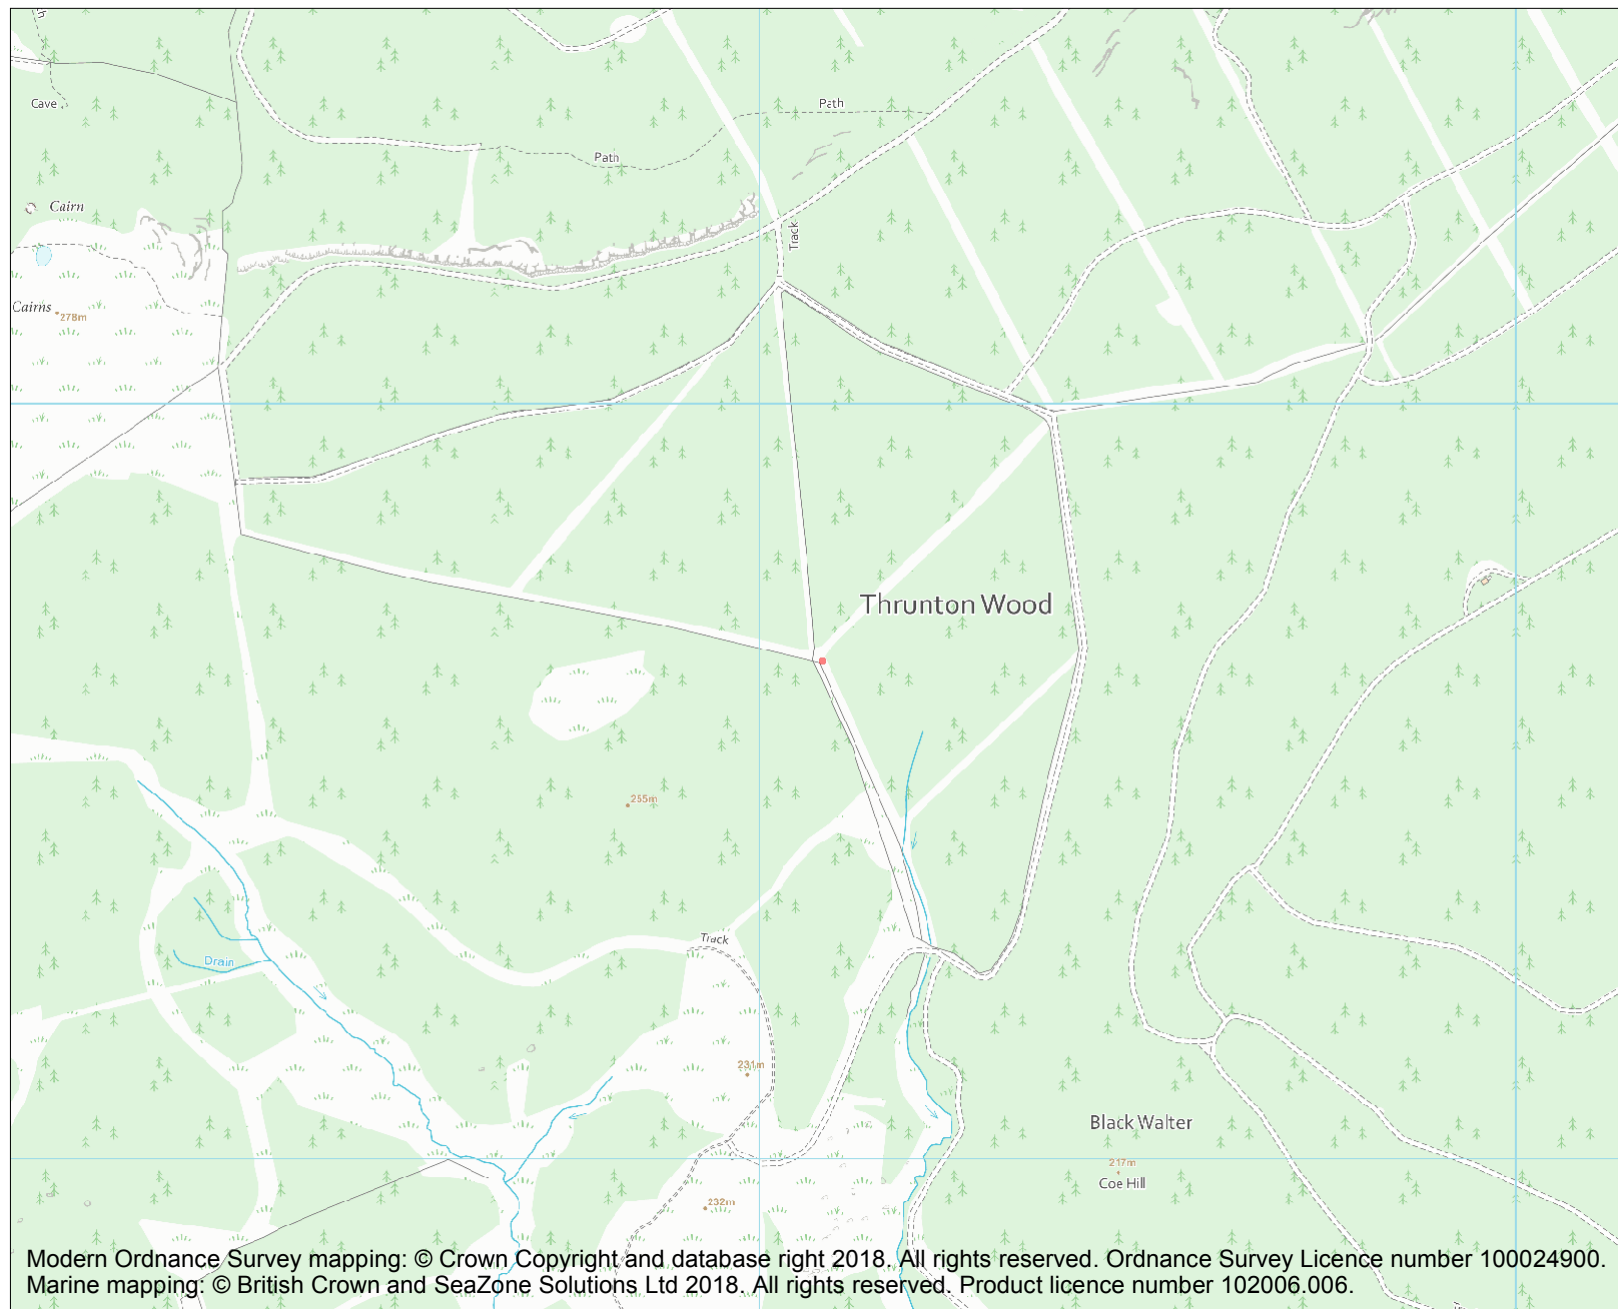 Cave
Path
Path
Cairn
Track
Cairns
278m
Thrunton Wood
255m
Track
Drain
231m
Black Walter
217m
Coe Hill
232m
Modern Ordnance Survey mapping: © Crown Copyright and database right 2018. All rights reserved. Ordnance Survey Licence number 100024900.
Marine mapping: © British Crown and SeaZone Solutions Ltd 2018. All rights reserved. Product licence number 102006.006.